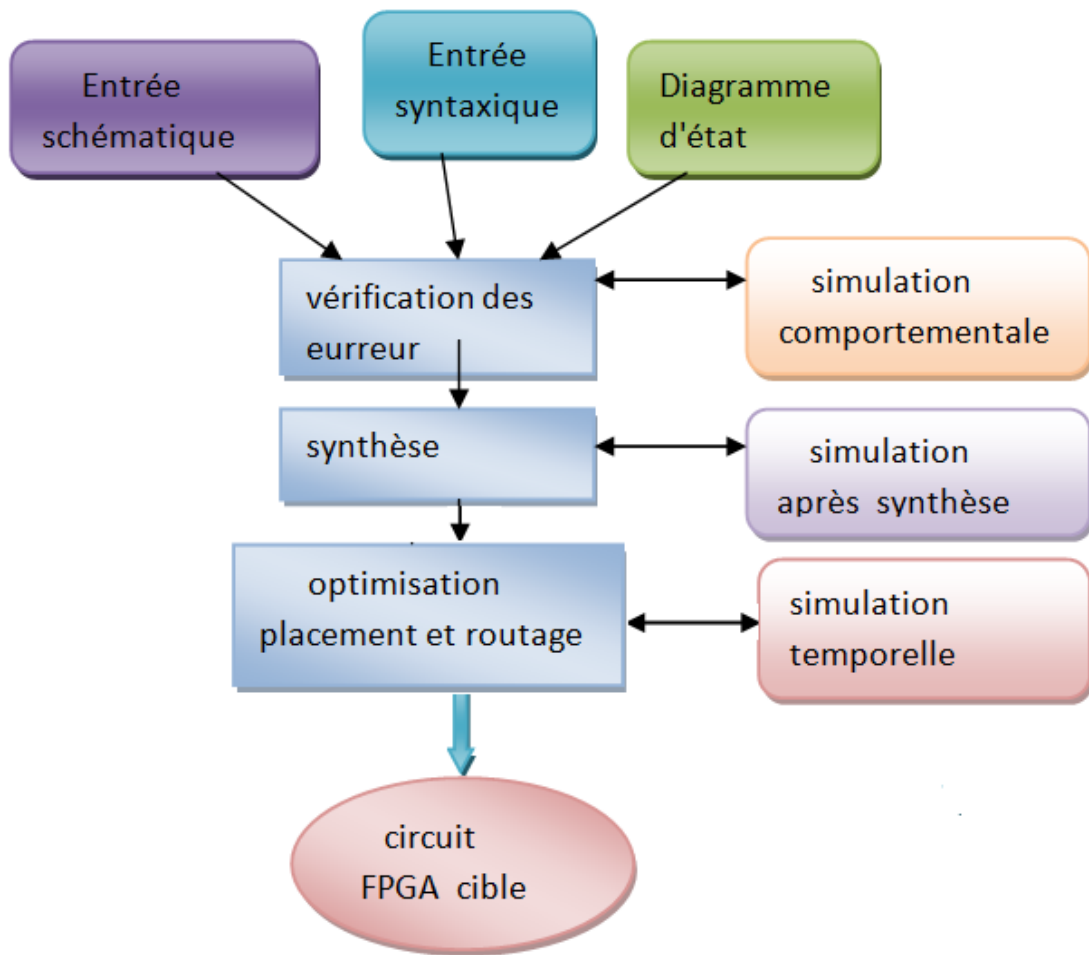 Entrée
schématique
Entrée
syntaxique
Diagramme
d'état
vérification des
eurreur
simulation
comportementale
synthèse
simulation
après synthèse
optimisation
placement et routage
simulation
temporelle
circuit
FPGA cible